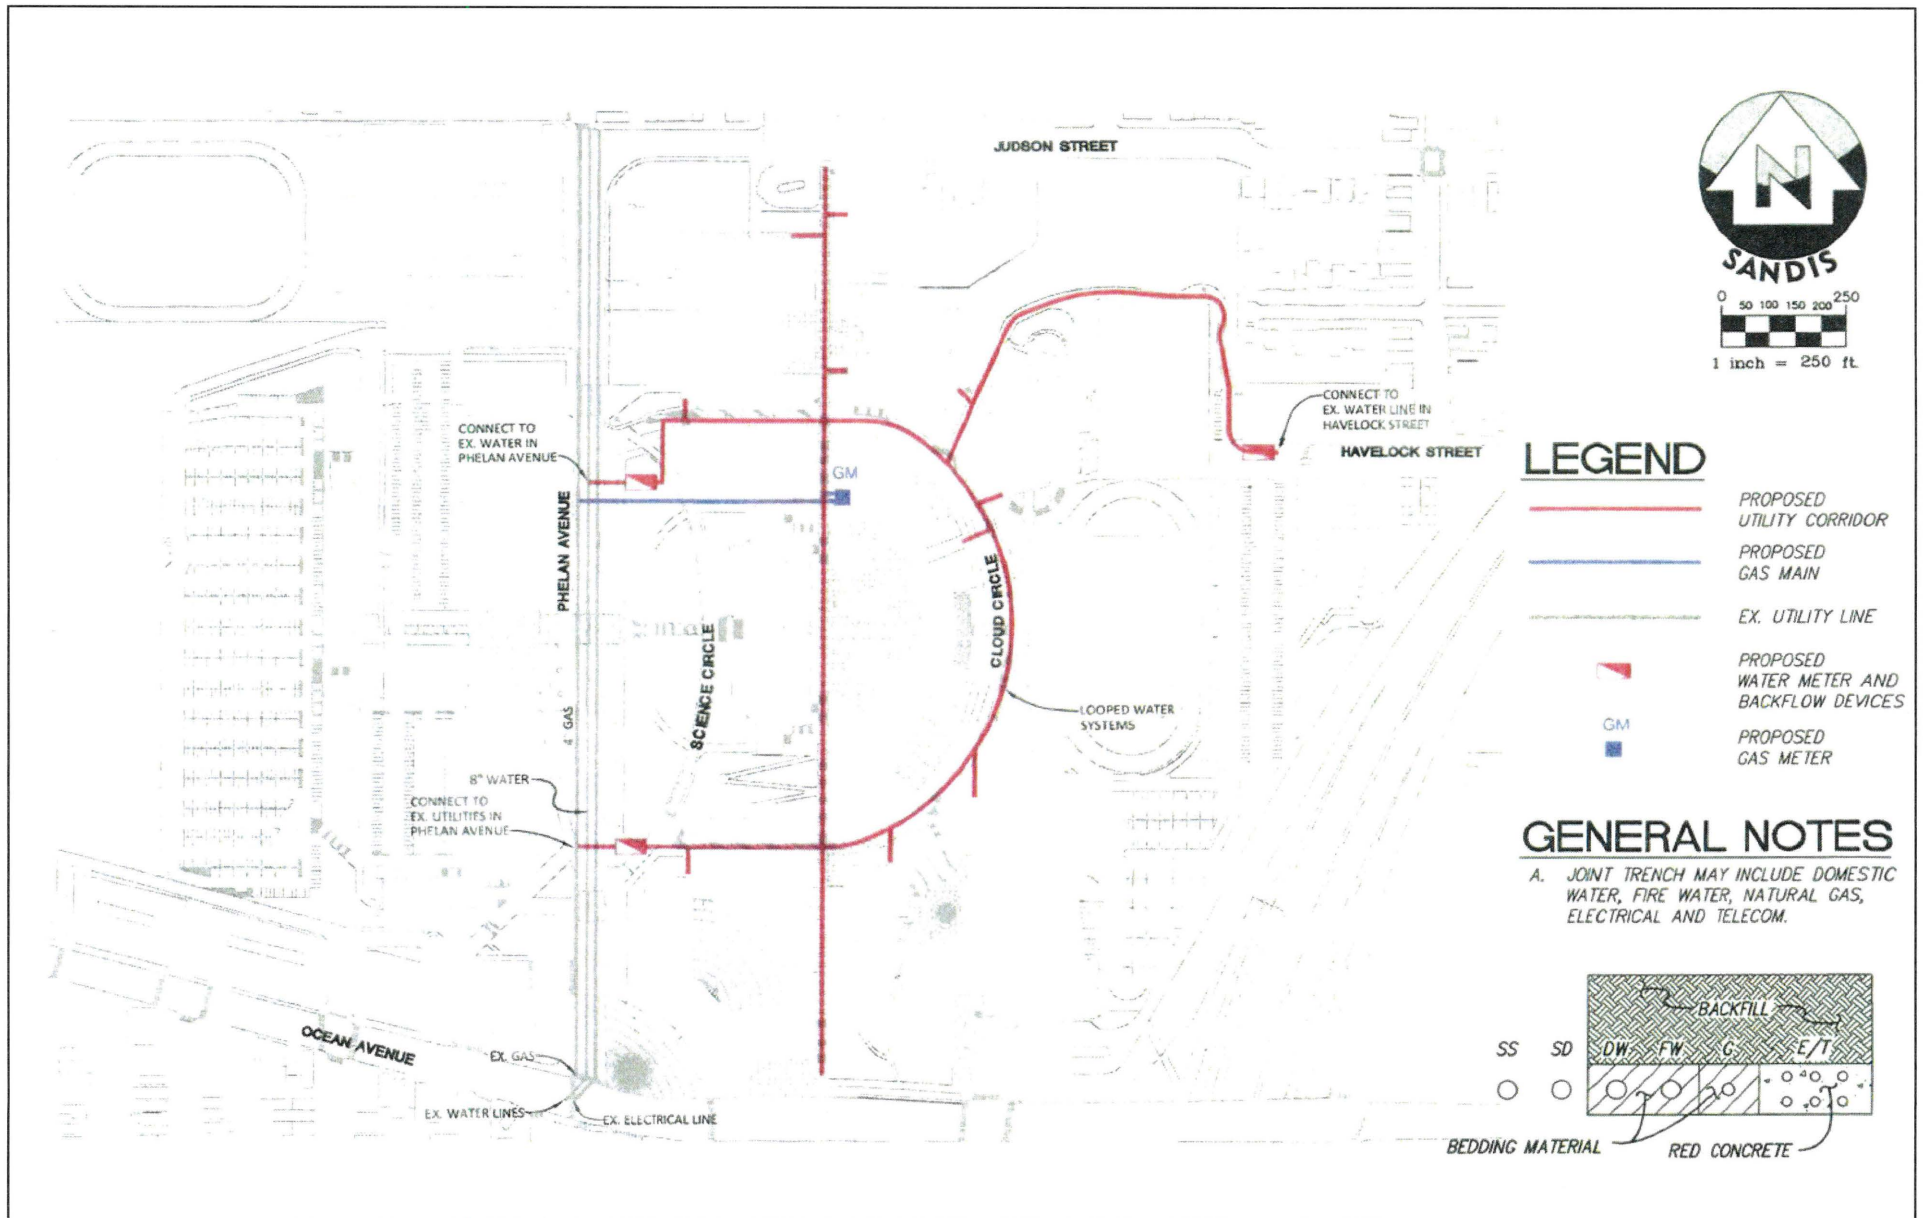 JUDSON STREET
N
SANDIS
0 50 100 150 200 250
1 inch = 250 ft.
CONNECT TO
EX. WATER LINE IN
HAVELOCK STREET
HAVELOCK STREET
CONNECT TO
EX. WATER IN
PHELAN AVENUE
GM
PHELAN AVENUE
SCIENCE CIRCLE
CLOUD CIRCLE
LOOPED WATER
SYSTEMS
4" GAS
8" WATER
CONNECT TO
EX. UTILITIES IN
PHELAN AVENUE
OCEAN AVENUE
EX. GAS
EX. WATER LINES
EX. ELECTRICAL LINE
LEGEND
PROPOSED
UTILITY CORRIDOR
PROPOSED
GAS MAIN
EX. UTILITY LINE
PROPOSED
WATER METER AND
BACKFLOW DEVICES
GM
PROPOSED
GAS METER
GENERAL NOTES
A. JOINT TRENCH MAY INCLUDE DOMESTIC
WATER, FIRE WATER, NATURAL GAS,
ELECTRICAL AND TELECOM.
BACKFILL
SS SD DW FW G E/T
BEDDING MATERIAL
RED CONCRETE